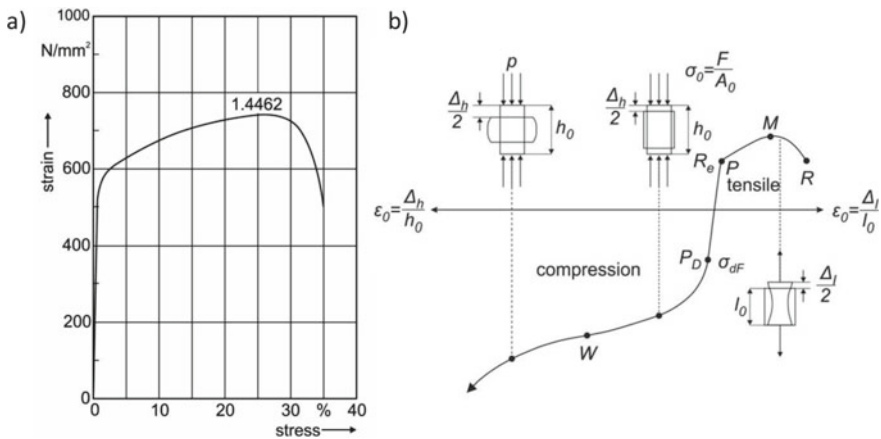 a)
1000
N/mm²
800
600
400
200
0
strain
1.4462
0 10 20 30 % 40
stress
b)
p
Δh/2
h0
Δh/2
h0
σ0=F/A0
M
Re P
tensile
R
ε0=Δh/h0
ε0=Δl/l0
compression
PD σdF
Δl/2
l0
W